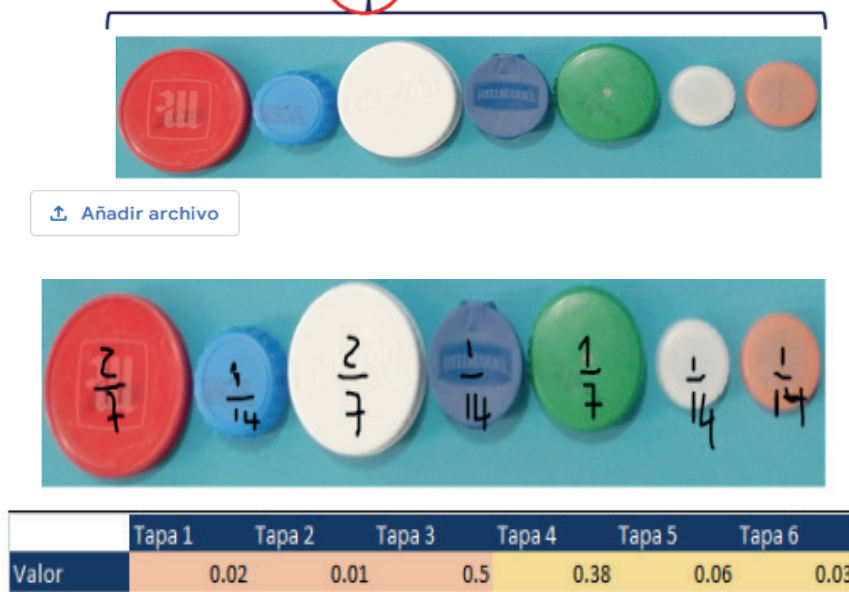 HELLMANN'S
Añadir archivo
2/7 1/14 2/7 1/14 1/7 1/14 1/14
HELLMANN'S
Tapa 1 Tapa 2 Tapa 3 Tapa 4 Tapa 5 Tapa 6
Valor 0.02 0.01 0.5 0.38 0.06 0.03